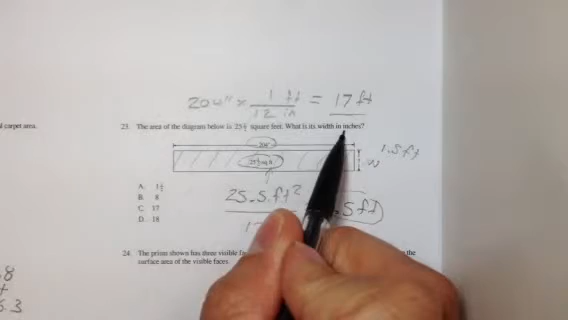 204" × 1 ft / 12 in = 17 ft
l carpet area.
23. The area of the diagram below is 25½ square feet. What is its width in inches?
204"
25½ sq ft
W 1.5 ft
A. 1½
B. 8
C. 17
D. 18
25.5 ft²
.5 ft
24. The prism shown has three visible the
surface area of the visible faces.
.8
5.3